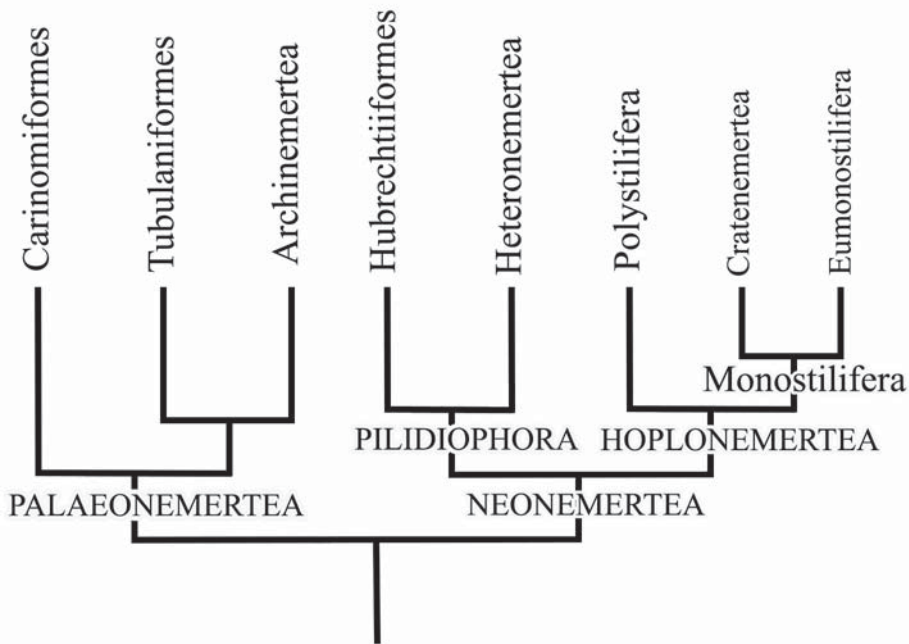 Carinomiformes
Tubulaniformes
Archinemertea
Hubrechtiiformes
Heteronemertea
Polystilifera
Cratenemertea
Eumonostilifera
Monostilifera
PILIDIOPHORA
HOPLONEMERTEA
PALAEONEMERTEA
NEONEMERTEA